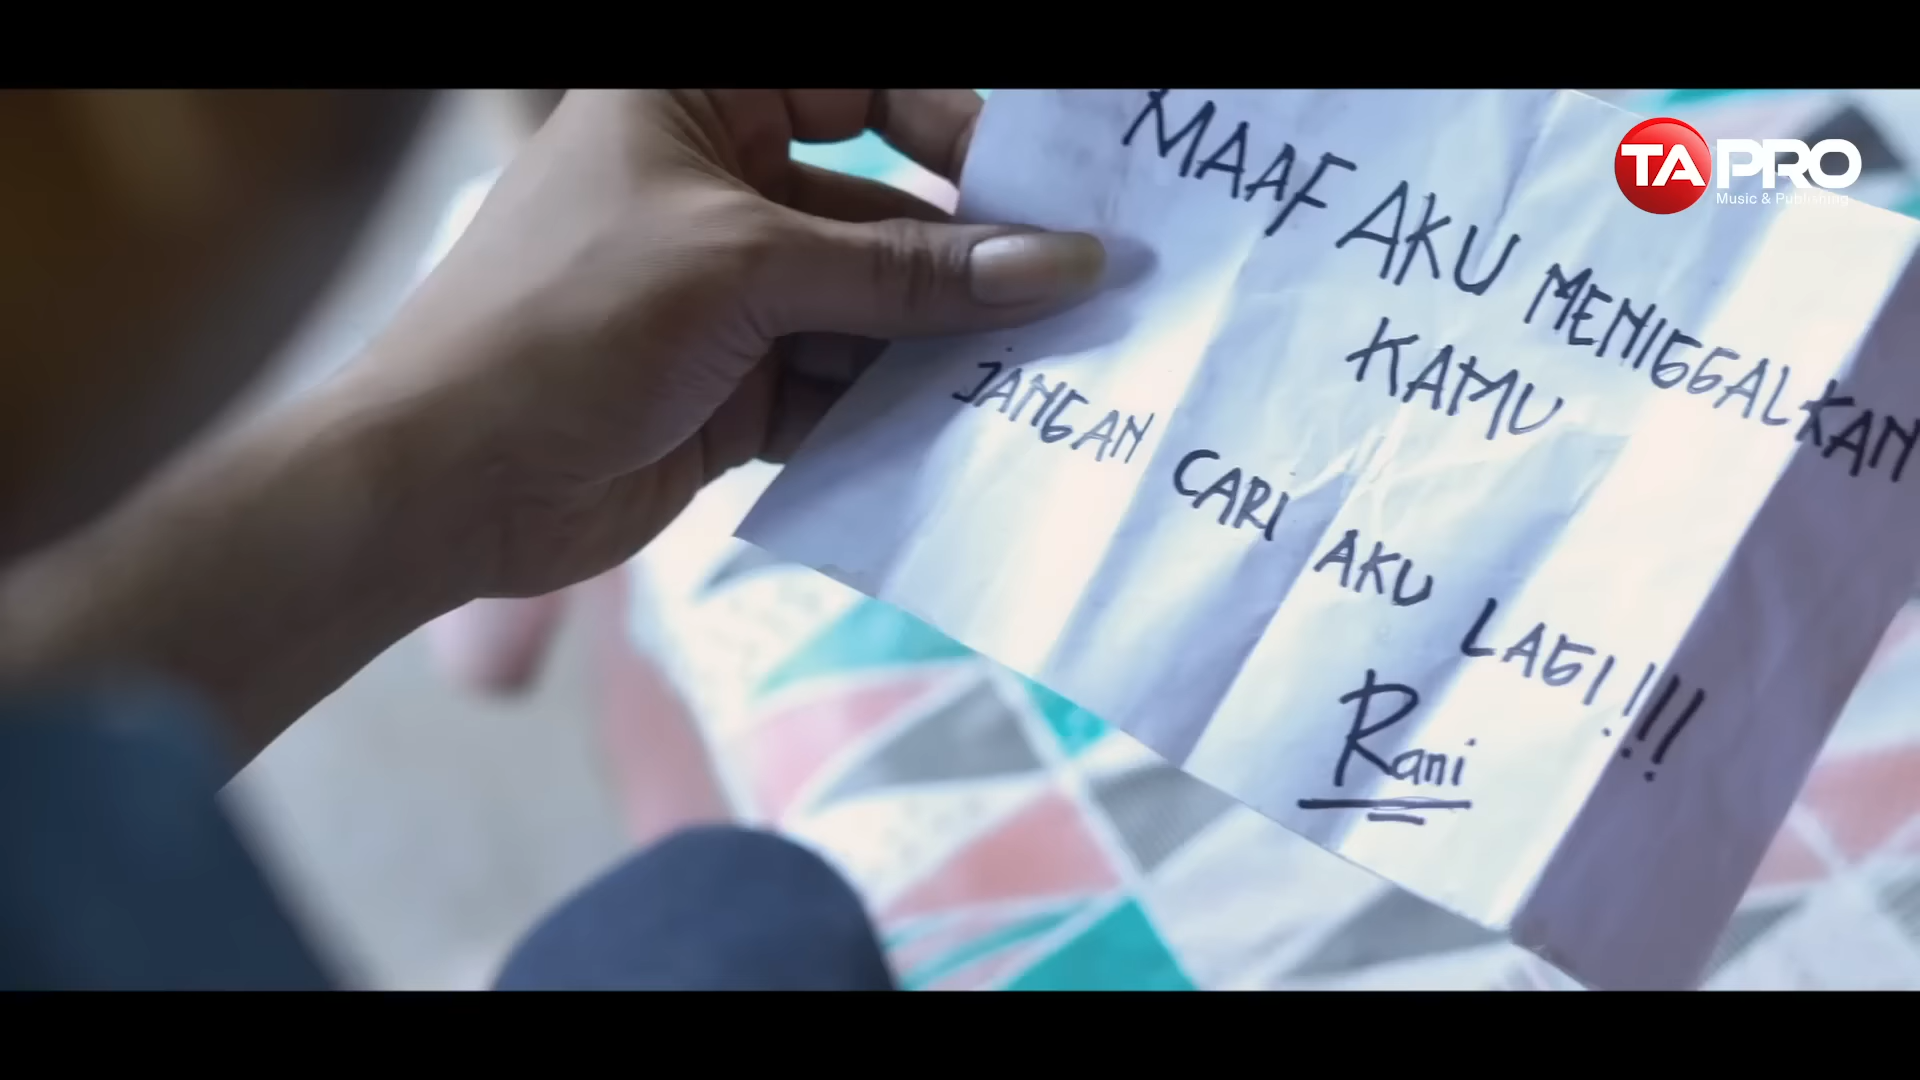 TA PRO
Music & Publishing
MAAF AKU MENIGGALKAN
KAMU
JANGAN CARI AKU LAGI!!!
Rani